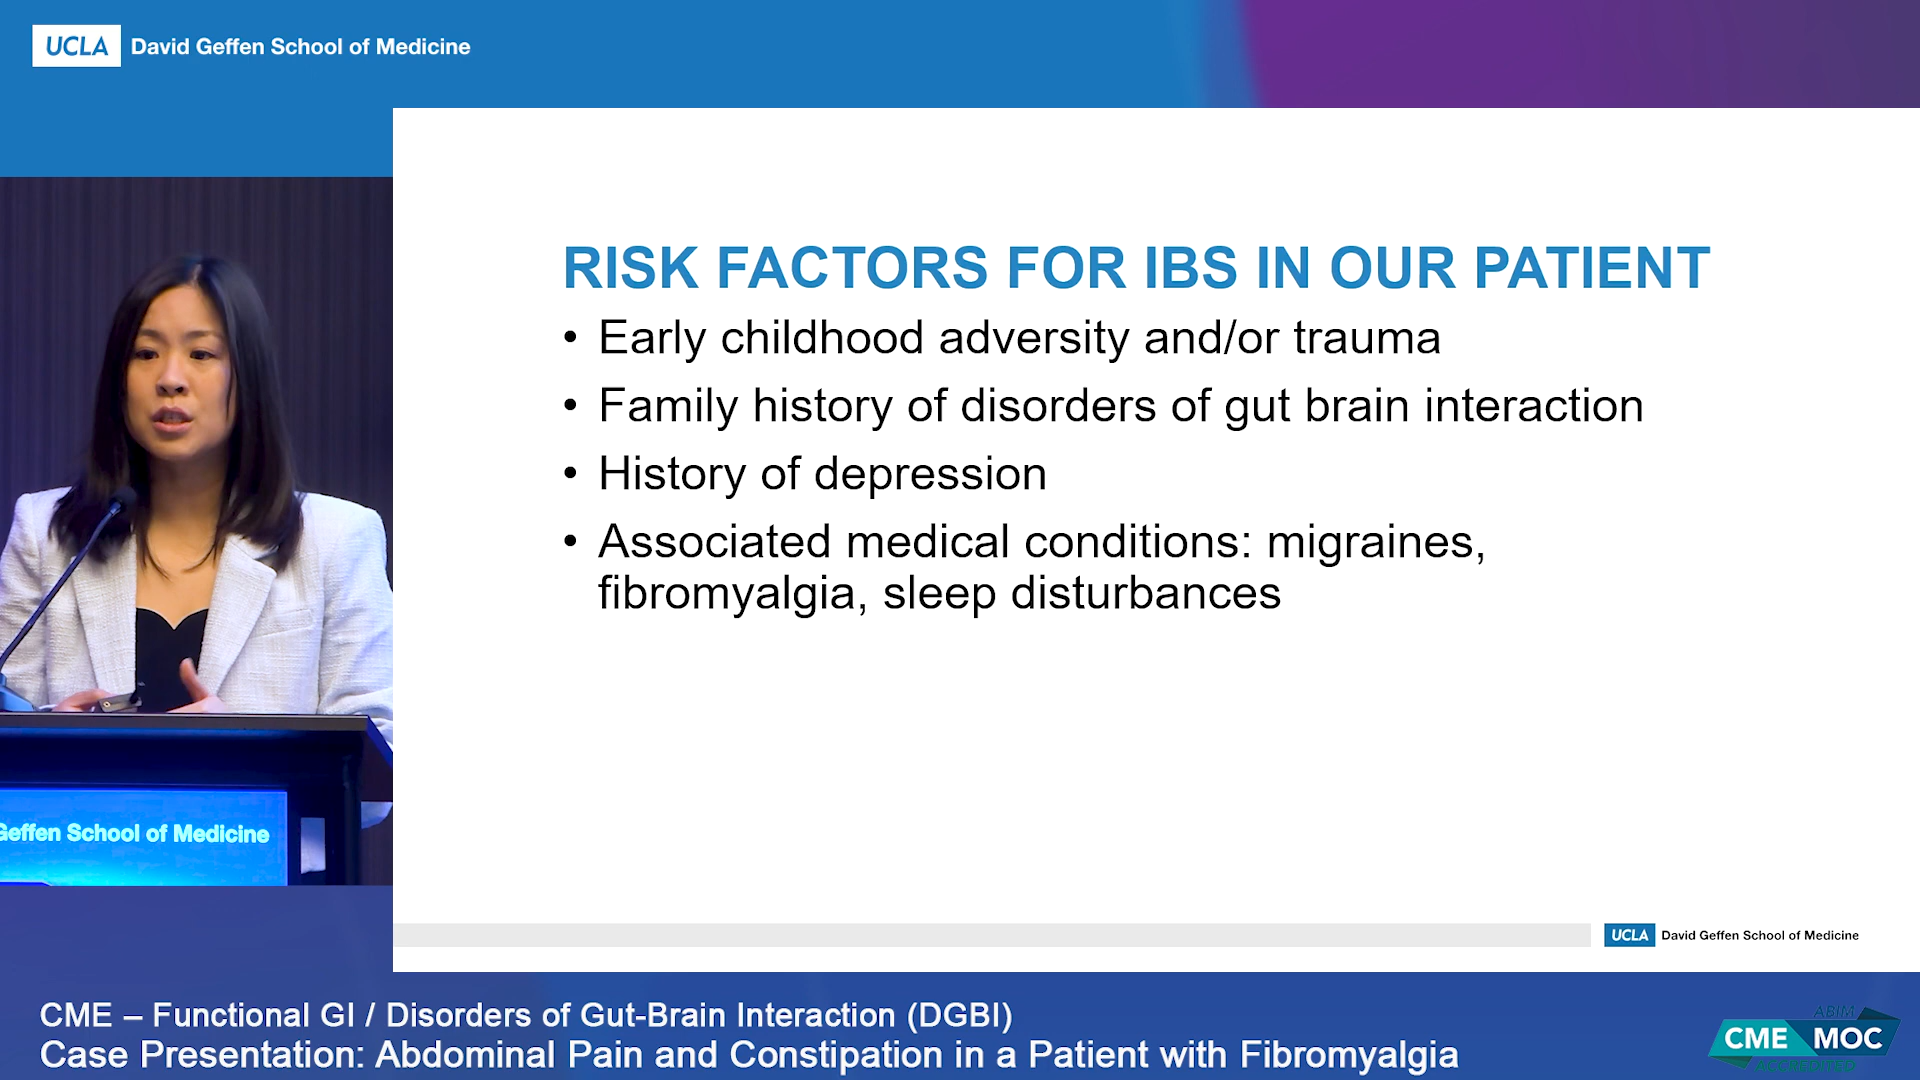 UCLA David Geffen School of Medicine
RISK FACTORS FOR IBS IN OUR PATIENT
• Early childhood adversity and/or trauma
• Family history of disorders of gut brain interaction
• History of depression
• Associated medical conditions: migraines,
fibromyalgia, sleep disturbances
Geffen School of Medicine
UCLA David Geffen School of Medicine
CME – Functional GI / Disorders of Gut-Brain Interaction (DGBI)
Case Presentation: Abdominal Pain and Constipation in a Patient with Fibromyalgia
ABIM
CME MOC
ACCREDITED